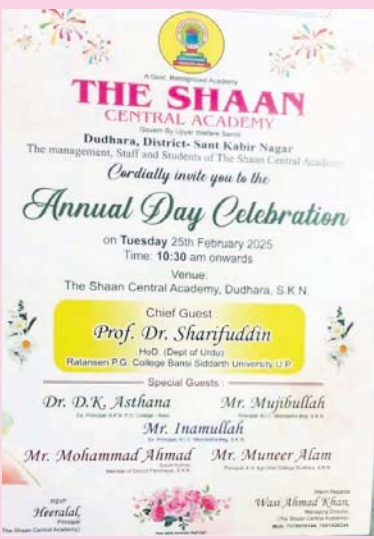 A Govt. Recognized Academy
THE SHAAN
CENTRAL ACADEMY
Dudhara, District- Sant Kabir Nagar
The management, Staff and Students of The Shaan Central Academy
Cordially invite you to the
Annual Day Celebration
on Tuesday 25th February 2025
Time: 10:30 am onwards
Venue:
The Shaan Central Academy, Dudhara, S.K.N.
Chief Guest :
Prof. Dr. Sharifuddin
HoD. (Dept of Urdu)
Ratansen P.G. College Bansi Siddarth University U.P.
Special Guests :
Dr. D.K. Asthana Mr. Mujibullah
Mr. Inamullah
Mr. Mohammad Ahmad Mr. Muneer Alam
RSVP
Heeralal,
Principal
The Shaan Central Academy)
Warm Regards
Wasi Ahmad Khan,
Managing Director,
(The Shaan Central Academy)